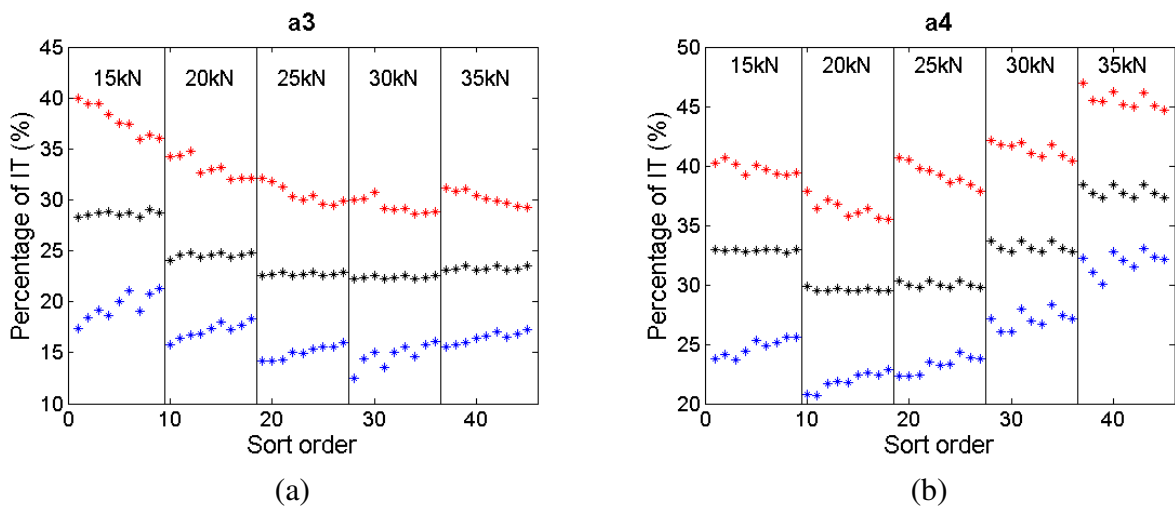 a3
45
40
35
30
25
20
15
10
15kN 20kN 25kN 30kN 35kN
0 10 20 30 40
Percentage of IT (%)
Sort order
(a)
a4
50
45
40
35
30
25
20
15kN 20kN 25kN 30kN 35kN
0 10 20 30 40
Percentage of IT (%)
Sort order
(b)